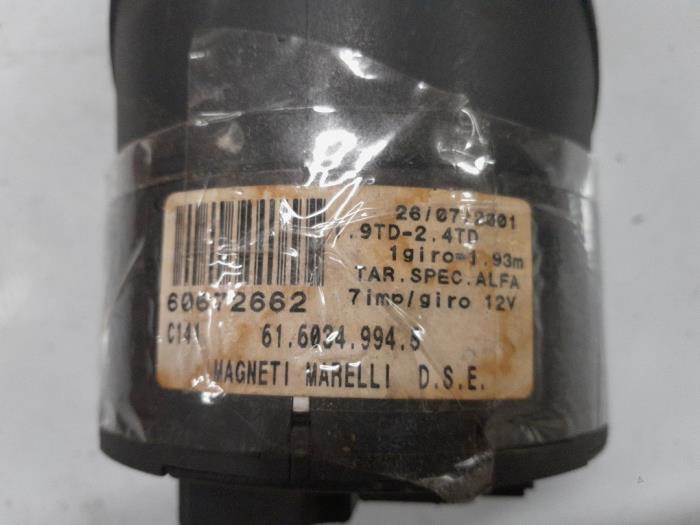 26/07/2001
.9TD-2.4TD
1giro=1.93m
TAR.SPEC.ALFA
60672662 7imp/giro 12V
C141 61.6034.994.5
MAGNETI MARELLI D.S.E.